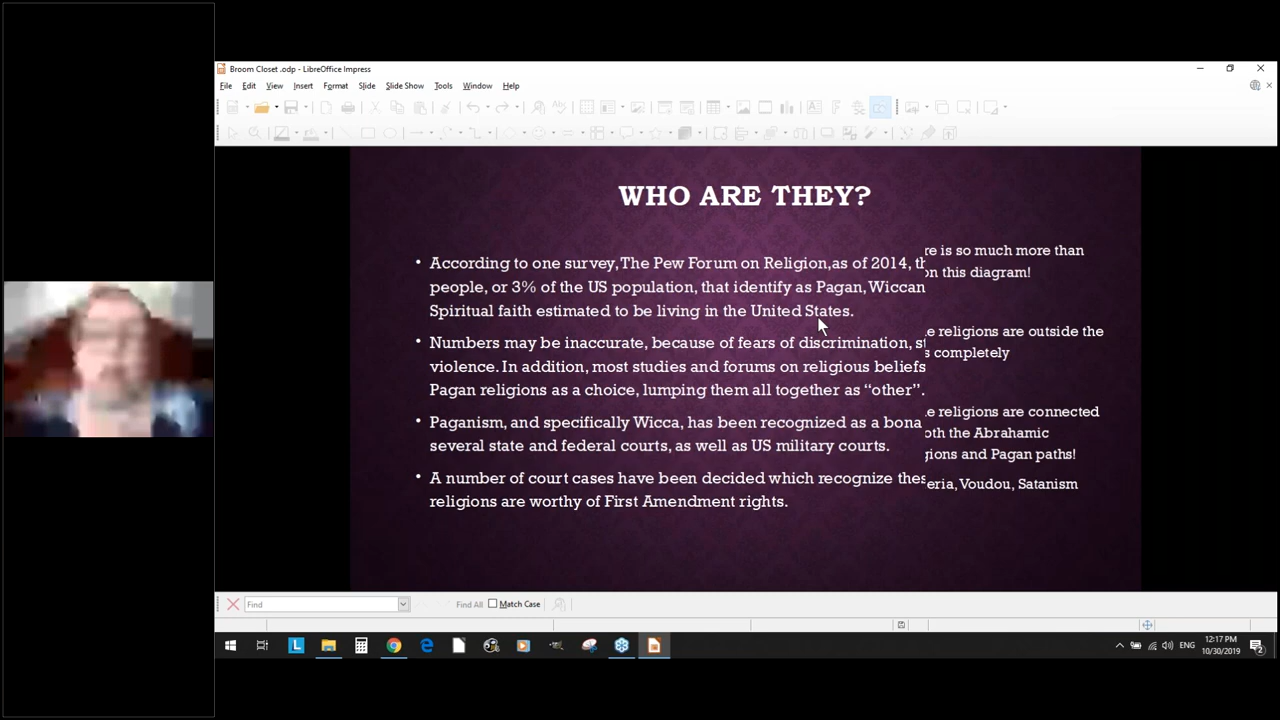 Broom Closet .odp - LibreOffice Impress
File Edit View Insert Format Slide Slide Show Tools Window Help
WHO ARE THEY?
• According to one survey,The Pew Forum on Religion,as of 2014, th
people, or 3% of the US population, that identify as Pagan, Wiccan
Spiritual faith estimated to be living in the United States.
• Numbers may be inaccurate, because of fears of discrimination, st
violence. In addition, most studies and forums on religious beliefs
Pagan religions as a choice, lumping them all together as “other”.
• Paganism, and specifically Wicca, has been recognized as a bona
several state and federal courts, as well as US military courts.
• A number of court cases have been decided which recognize thes
religions are worthy of First Amendment rights.
re is so much more than
on this diagram!
e religions are outside the
s completely
e religions are connected
oth the Abrahamic
gions and Pagan paths!
eria, Voudou, Satanism
Find Find All Match Case
ENG 12:17 PM
10/30/2019 2